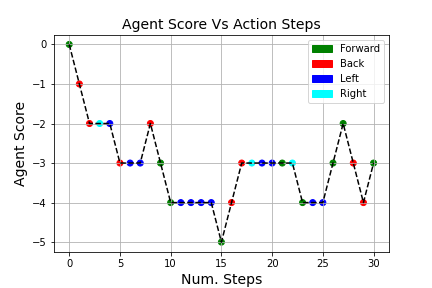 Agent Score Vs Action Steps
Forward
Back
Left
Right
Agent Score
0
−1
−2
−3
−4
−5
0 5 10 15 20 25 30
Num. Steps